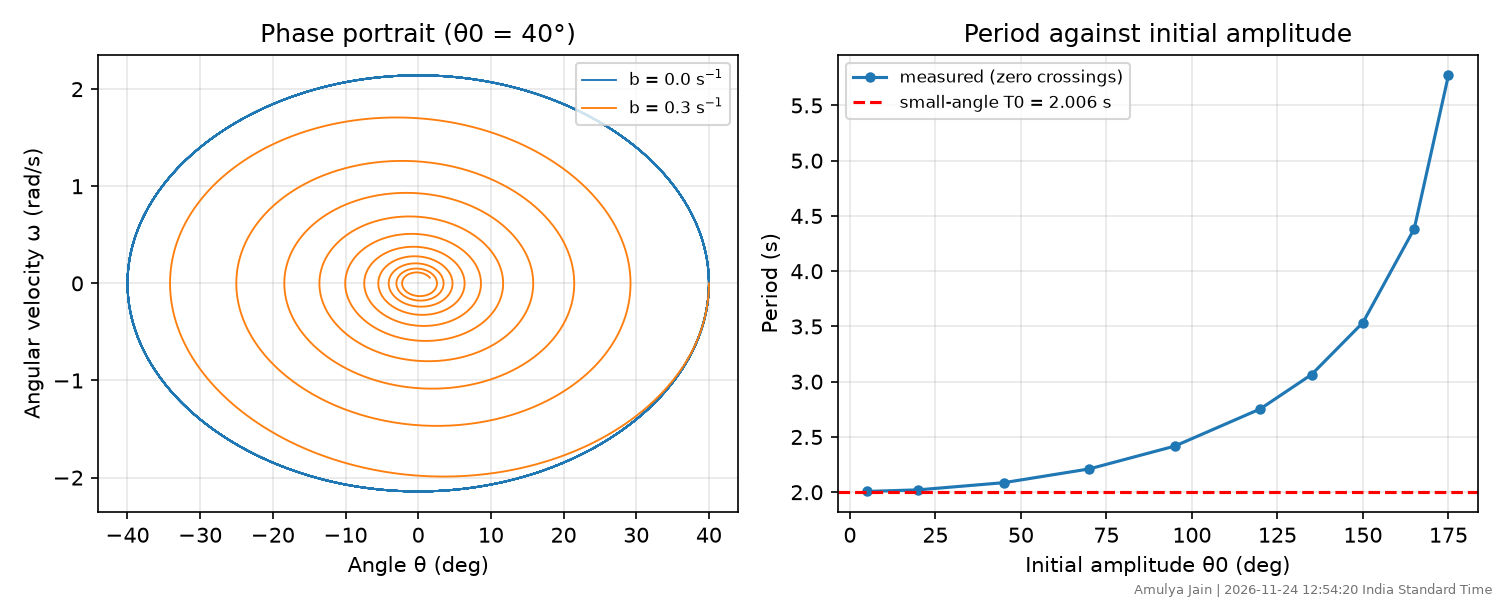 Phase portrait (θ0 = 40°)
b = 0.0 s⁻¹
b = 0.3 s⁻¹
Angular velocity ω (rad/s)
2
1
0
−1
−2
−40 −30 −20 −10 0 10 20 30 40
Angle θ (deg)
Period against initial amplitude
measured (zero crossings)
small-angle T0 = 2.006 s
Period (s)
5.5
5.0
4.5
4.0
3.5
3.0
2.5
2.0
0 25 50 75 100 125 150 175
Initial amplitude θ0 (deg)
Amulya Jain | 2026-11-24 12:54:20 India Standard Time